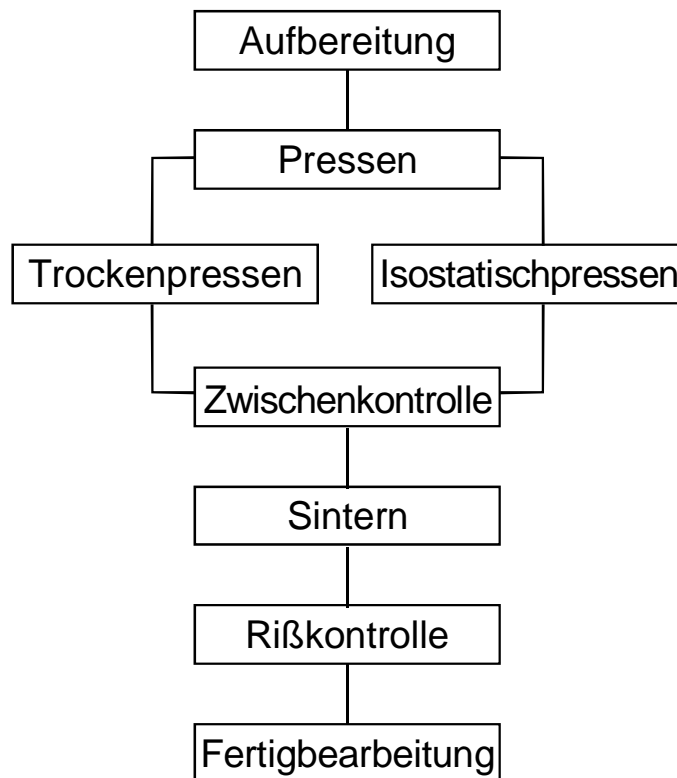 Aufbereitung
Pressen
Trockenpressen
Isostatischpressen
Zwischenkontrolle
Sintern
Rißkontrolle
Fertigbearbeitung